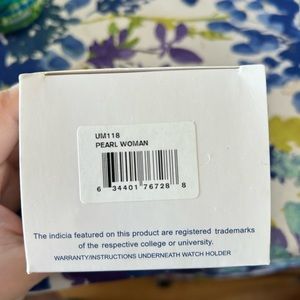 UM118
PEARL WOMAN
6 34401 76728 8
The indicia featured on this product are registered trademarks
of the respective college or university.
WARRANTY/INSTRUCTIONS UNDERNEATH WATCH HOLDER